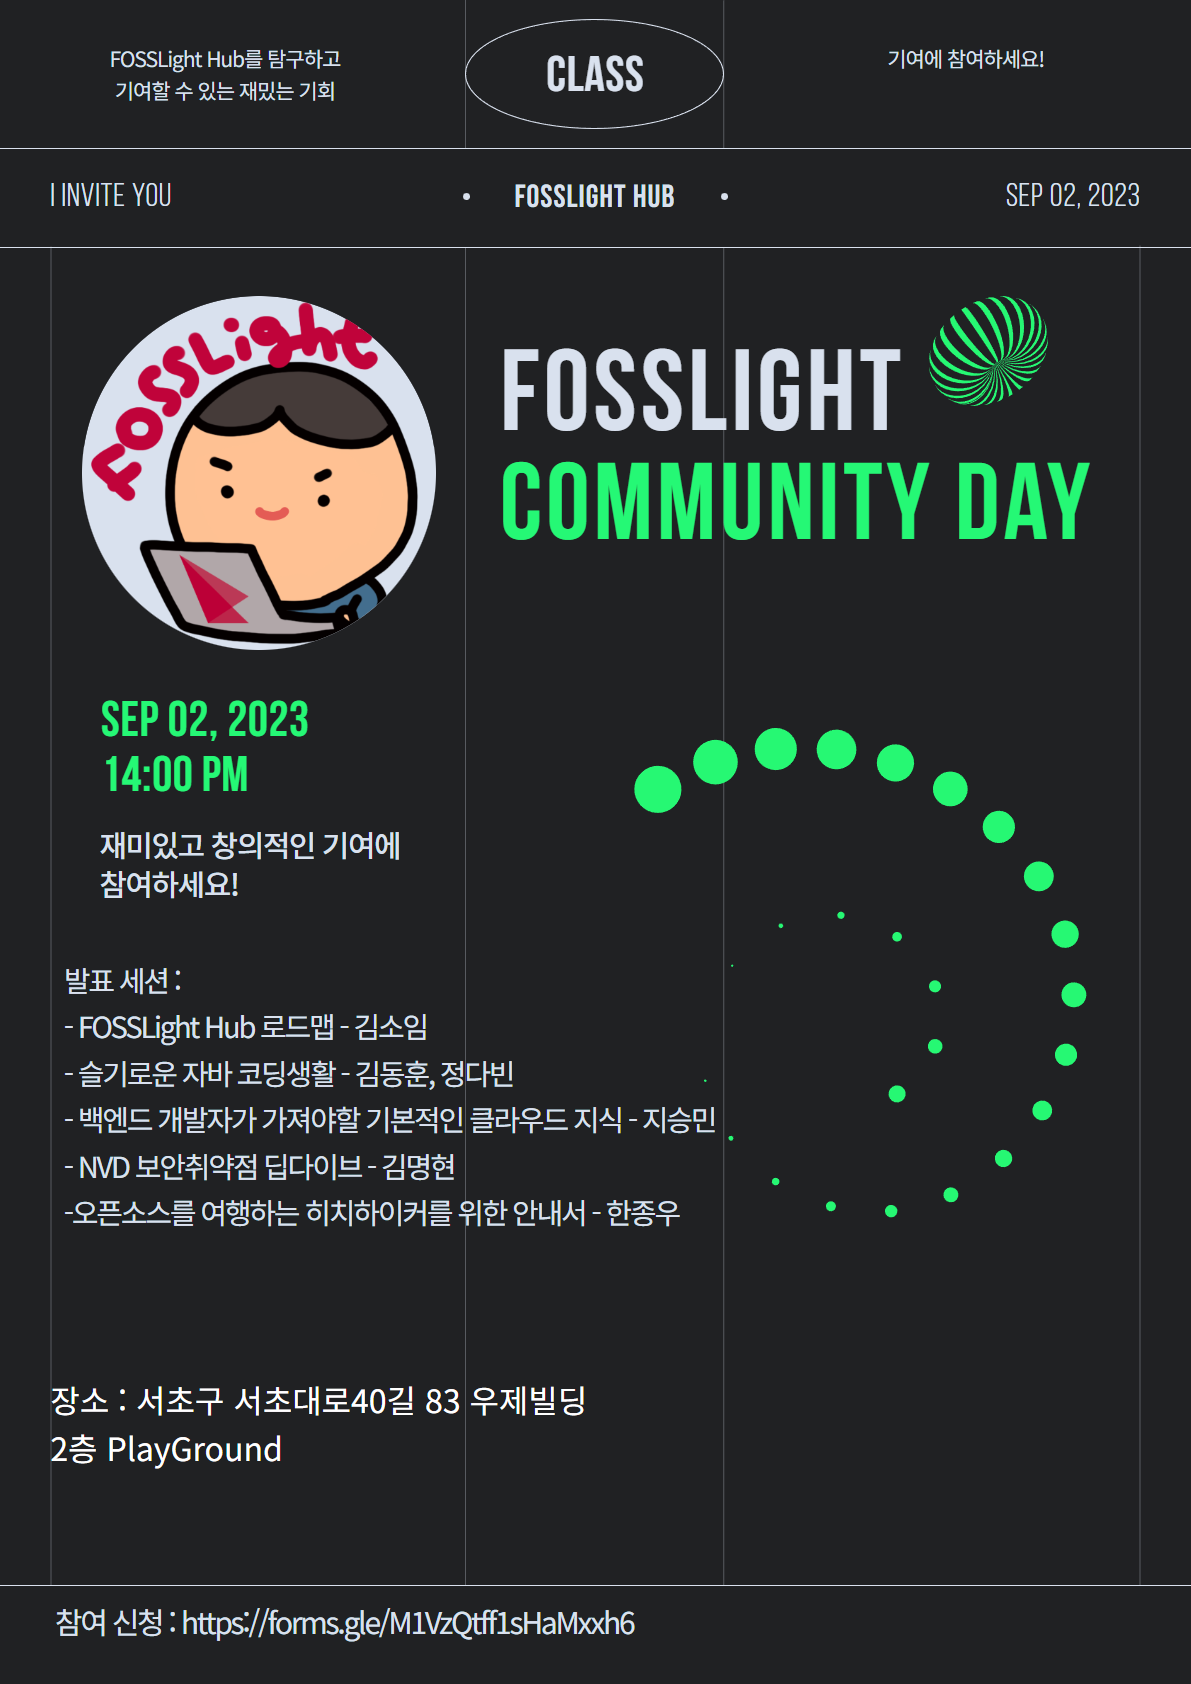 FOSSLight Hub를 탐구하고
기여할 수 있는 재밌는 기회
CLASS
기여에 참여하세요!
I INVITE YOU
FOSSLIGHT HUB
SEP 02, 2023
FOSSLight
FOSSLIGHT
COMMUNITY DAY
SEP 02, 2023
14:00 PM
재미있고 창의적인 기여에
참여하세요!
발표 세션 :
- FOSSLight Hub 로드맵 - 김소임
- 슬기로운 자바 코딩생활 - 김동훈, 정다빈
- 백엔드 개발자가 가져야할 기본적인 클라우드 지식 - 지승민
- NVD 보안취약점 딥다이브 - 김명현
-오픈소스를 여행하는 히치하이커를 위한 안내서 - 한종우
장소 : 서초구 서초대로40길 83 우제빌딩
2층 PlayGround
참여 신청 : https://forms.gle/M1VzQtff1sHaMxxh6